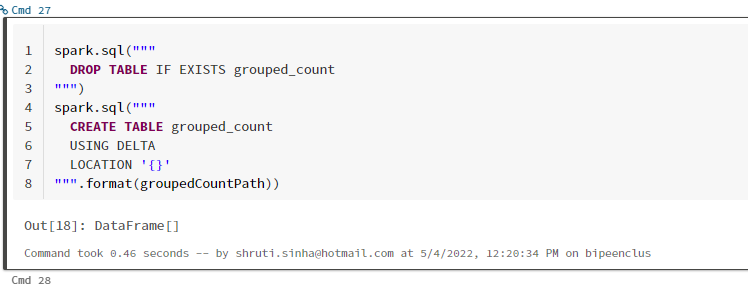 Cmd 27
1 spark.sql("""
2   DROP TABLE IF EXISTS grouped_count
3 """)
4 spark.sql("""
5   CREATE TABLE grouped_count
6   USING DELTA
7   LOCATION '{}'
8 """.format(groupedCountPath))
Out[18]: DataFrame[]
Command took 0.46 seconds -- by shruti.sinha@hotmail.com at 5/4/2022, 12:20:34 PM on bipeenclus
Cmd 28